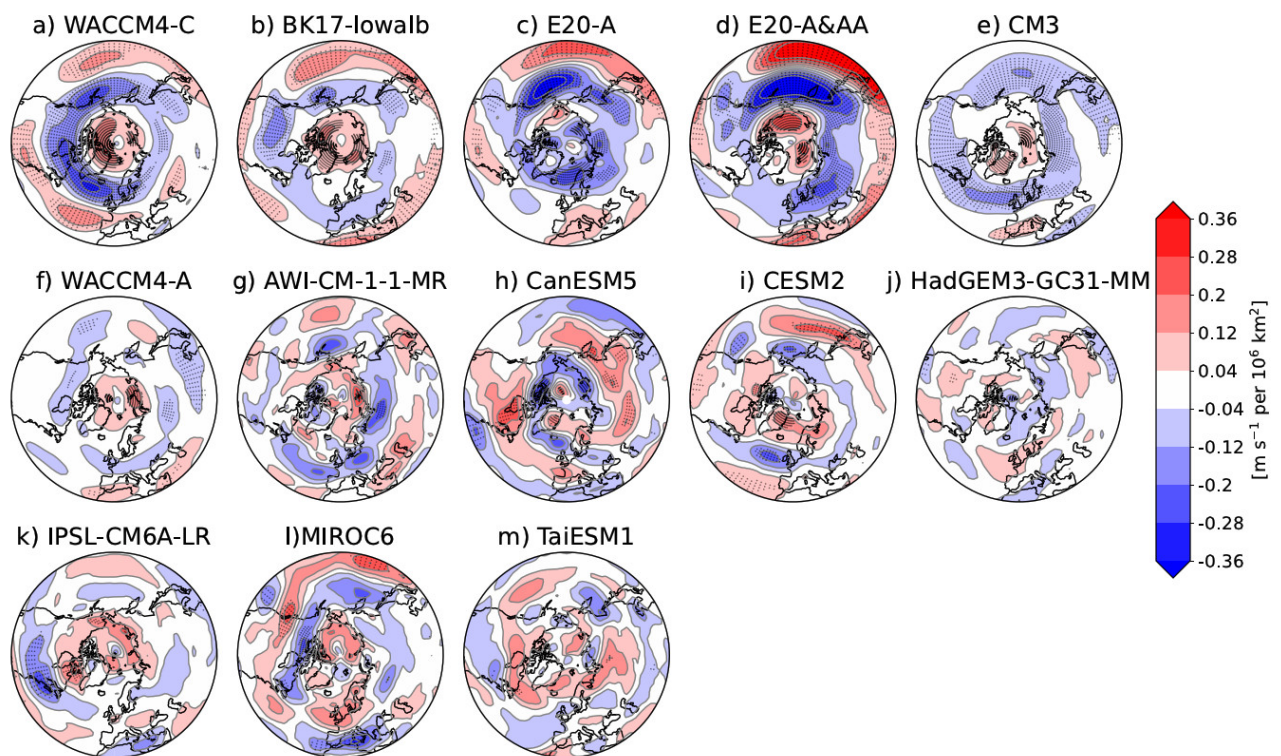 a) WACCM4-C
b) BK17-lowalb
c) E20-A
d) E20-A&AA
e) CM3
f) WACCM4-A
g) AWI-CM-1-1-MR
h) CanESM5
i) CESM2
j) HadGEM3-GC31-MM
k) IPSL-CM6A-LR
l)MIROC6
m) TaiESM1
0.36
0.28
0.2
0.12
0.04
-0.04
-0.12
-0.2
-0.28
-0.36
[m s⁻¹ per 10⁶ km²]